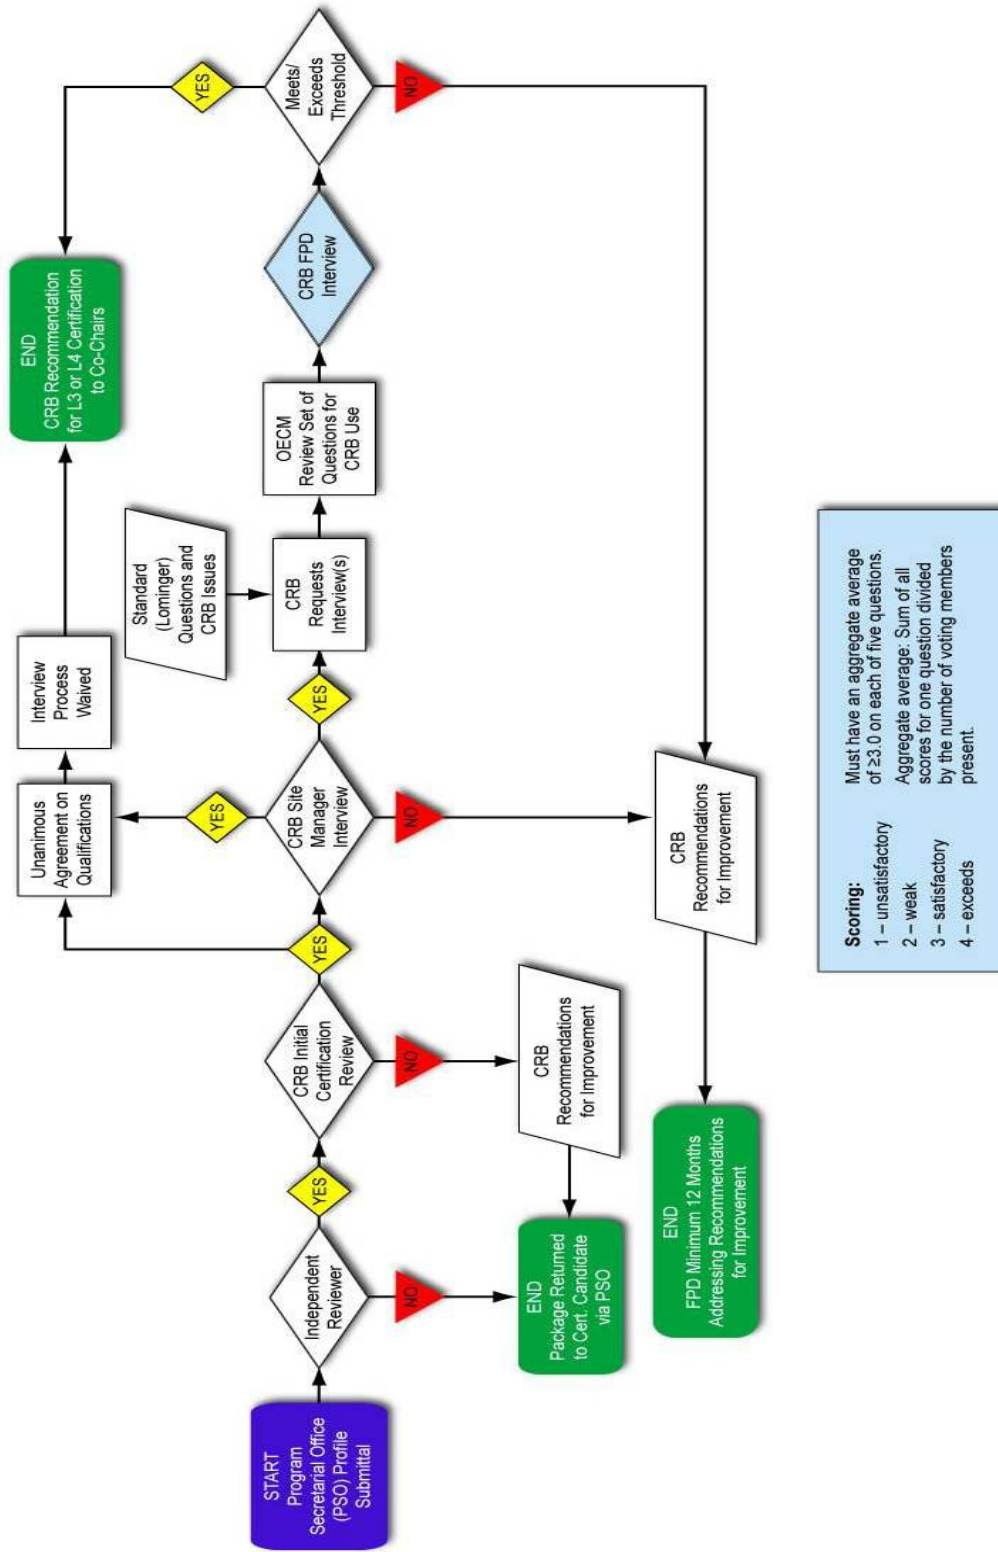 START
Program
Secretarial Office
(PSO) Profile
Submittal
Independent
Reviewer
YES
NO
CRB Initial
Certification
Review
YES
NO
CRB
Recommendations
for Improvement
END
Package Returned
to Cert. Candidate
via PSO
Unanimous
Agreement on
Qualifications
Interview
Process
Waived
END
CRB Recommendation
for L3 or L4 Certification
to Co-Chairs
CRB Site
Manager
Interview
YES
YES
NO
Standard
(Lominger)
Questions and
CRB Issues
CRB
Requests
Interview(s)
OECM
Review Set of
Questions for
CRB Use
CRB FPD
Interview
Meets/
Exceeds
Threshold
YES
NO
CRB
Recommendations
for Improvement
END
FPD Minimum 12 Months
Addressing Recommendations
for Improvement
Scoring:
1 – unsatisfactory
2 – weak
3 – satisfactory
4 – exceeds
Must have an aggregate average
of ≥3.0 on each of five questions.
Aggregate average: Sum of all
scores for one question divided
by the number of voting members
present.